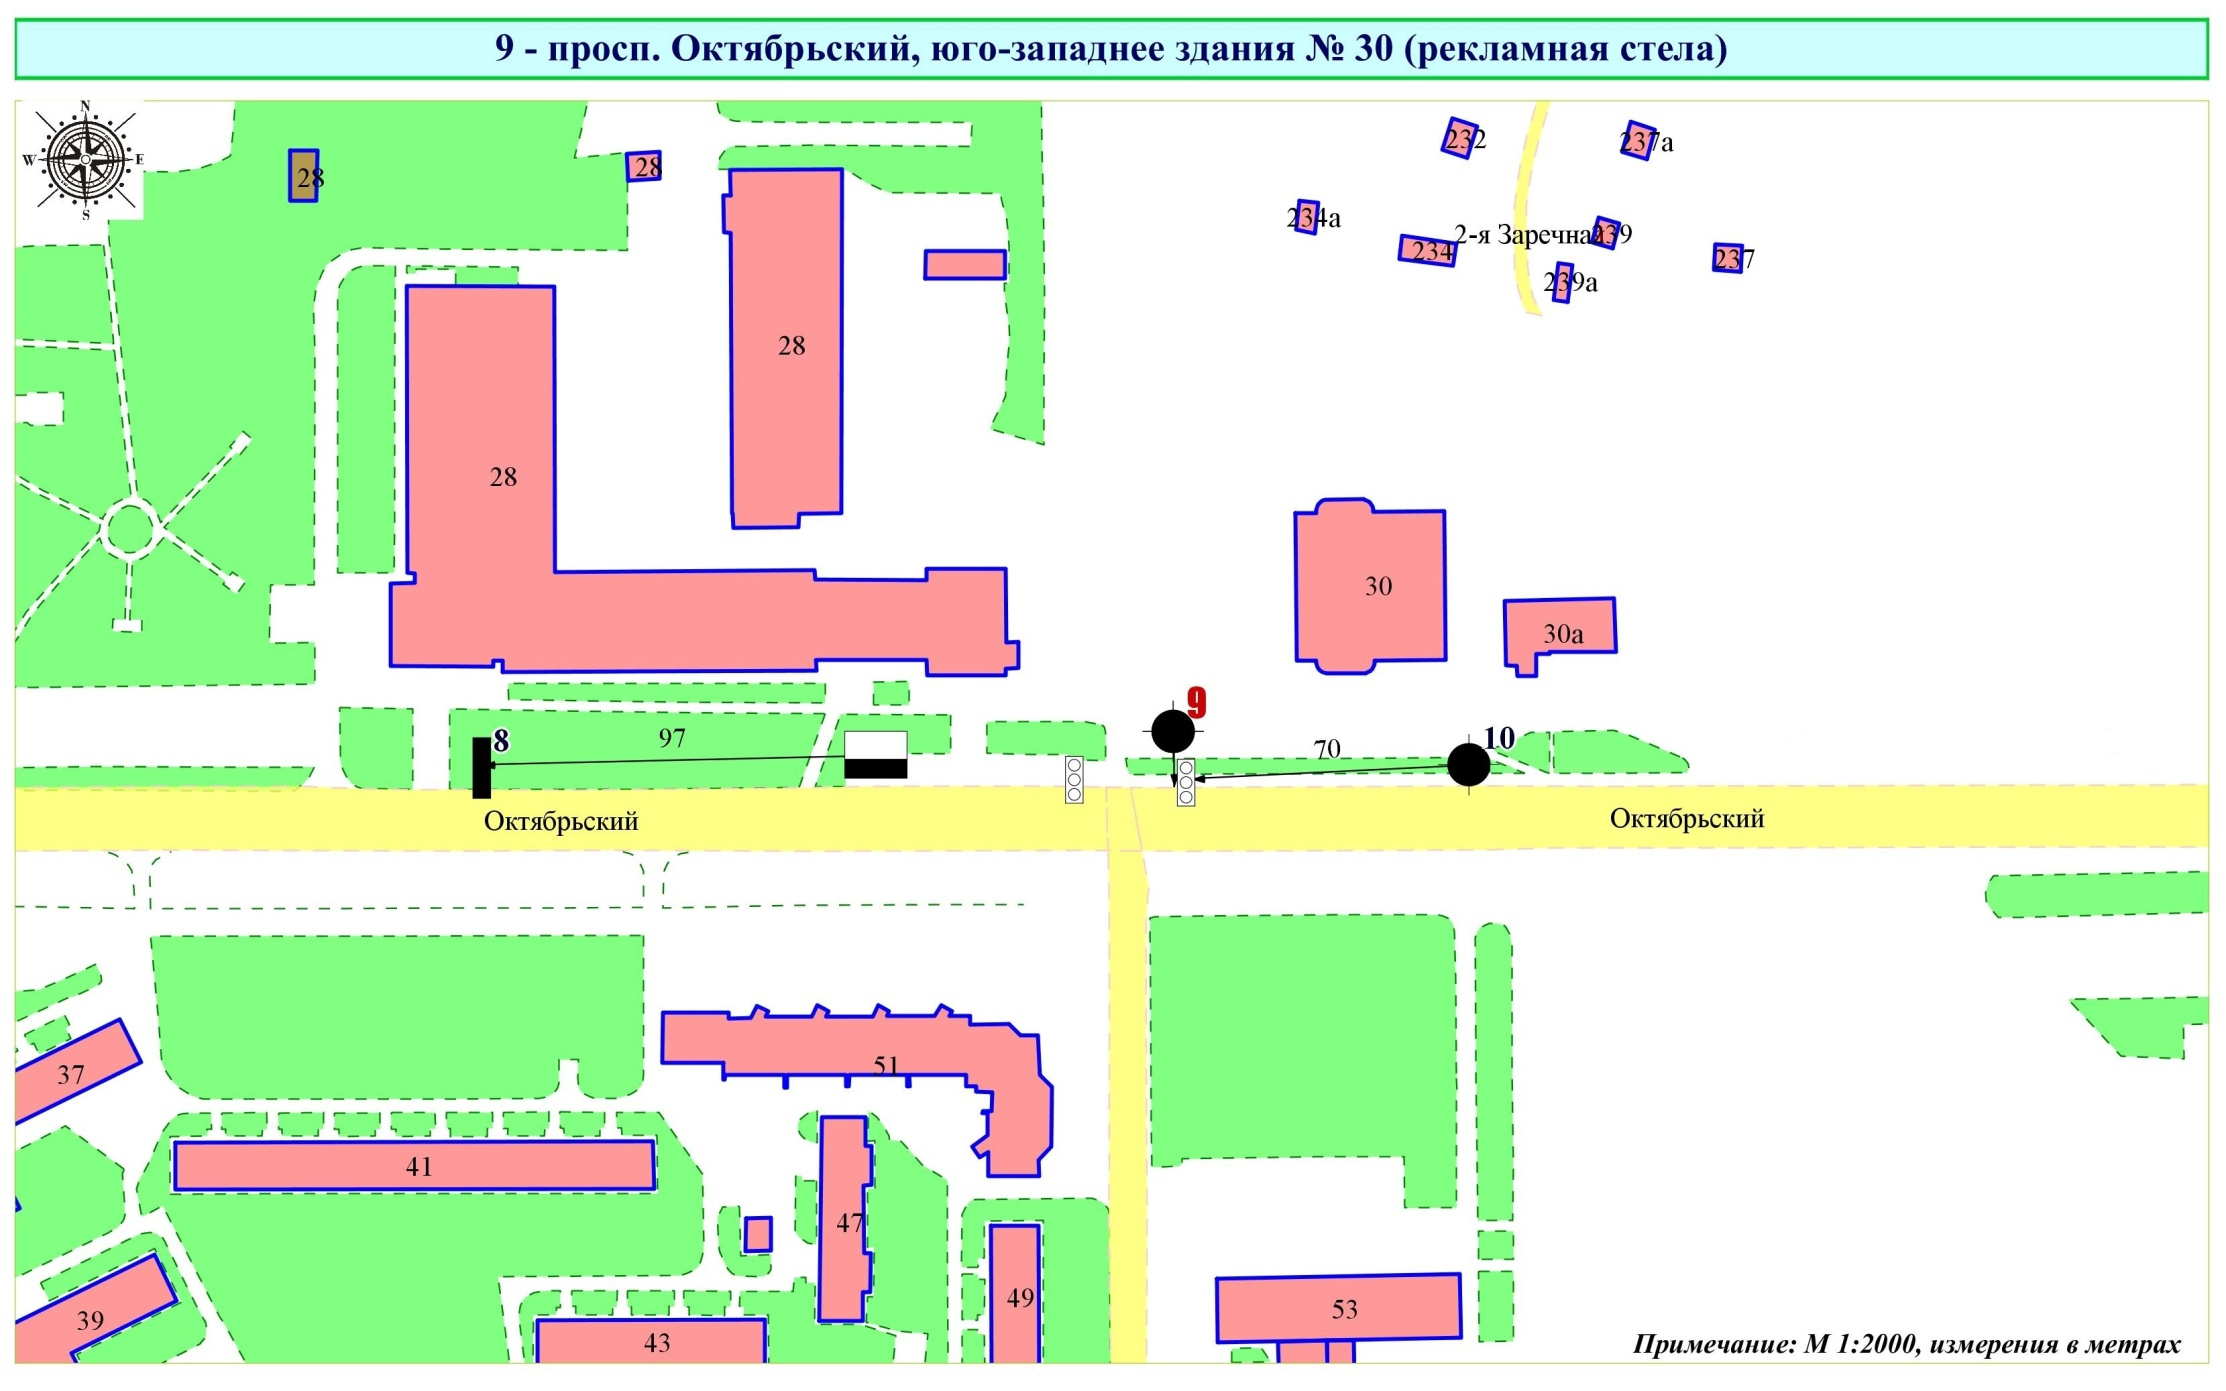 9 - просп. Октябрьский, юго-западнее здания № 30 (рекламная стела)
N
W
E
S
28
28
232
237а
234а
2-я Заречная
239
234
237
239а
28
28
30
30а
9
8
97
70
10
Октябрьский
Октябрьский
51
37
41
47
49
39
43
53
Примечание: М 1:2000, измерения в метрах